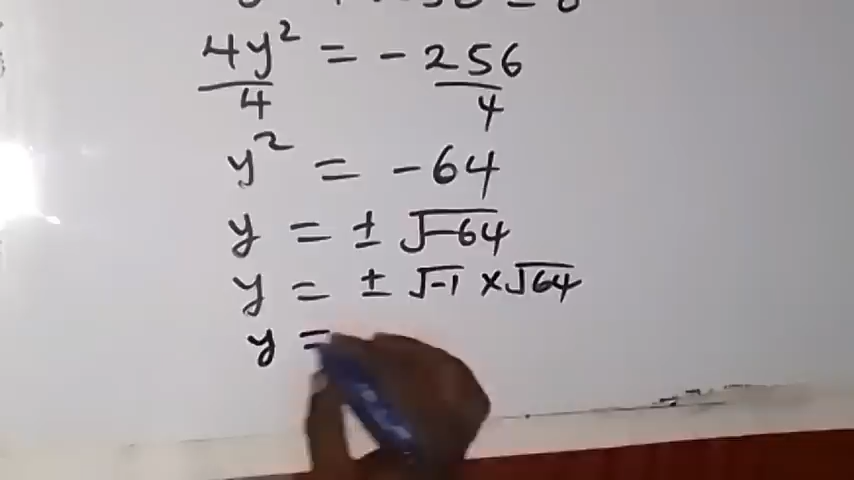 4y² = -256
4 4
y² = -64
y = ± √-64
y = ± √-1 × √64
y =